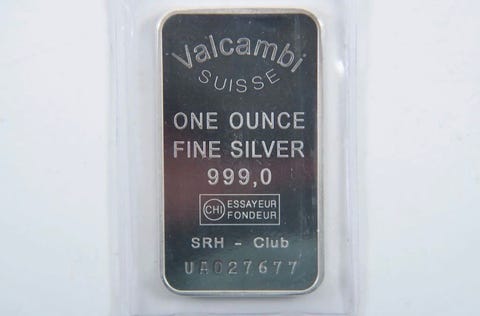 Valcambi
SUISSE
ONE OUNCE
FINE SILVER
999,0
CHI ESSAYEUR
FONDEUR
SRH - Club
UA027677